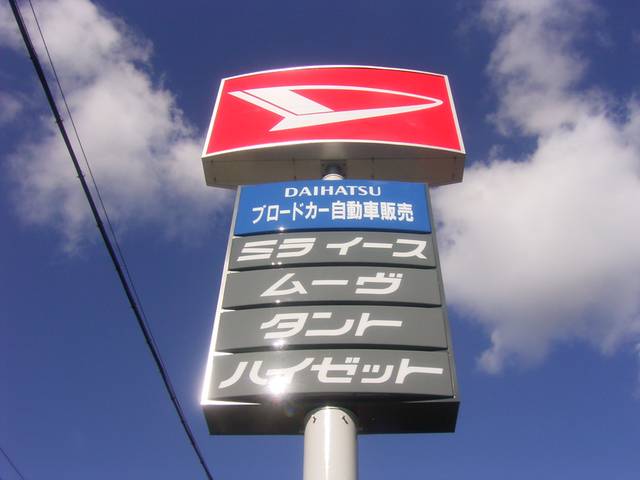 DAIHATSU
ブロードカー自動車販売
ミラ イース
ムーヴ
タント
ハイゼット